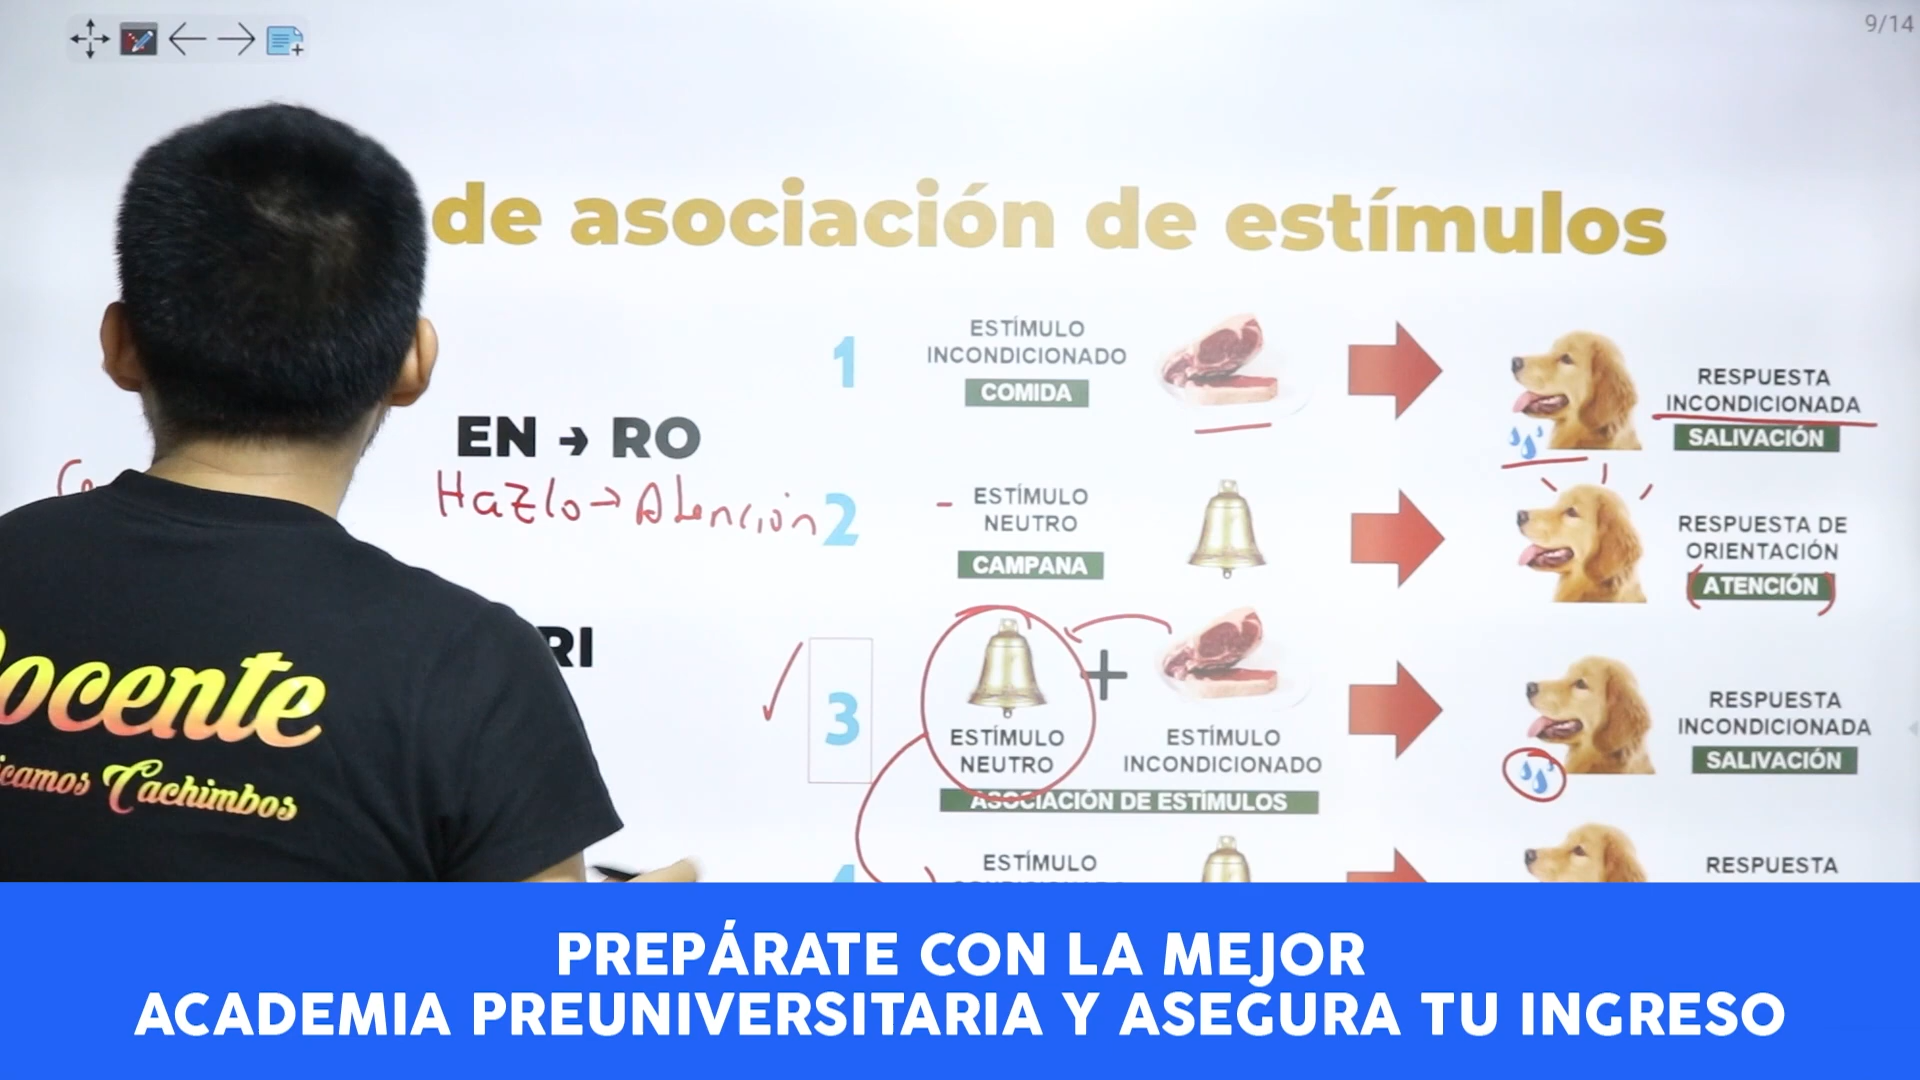 9/14
de asociación de estímulos
1
ESTÍMULO
INCONDICIONADO
COMIDA
RESPUESTA
INCONDICIONADA
SALIVACIÓN
EN → RO
Hazlo → Atención
2
ESTÍMULO
NEUTRO
CAMPANA
RESPUESTA DE
ORIENTACIÓN
(ATENCIÓN)
RI
3
+
ESTÍMULO
NEUTRO
ESTÍMULO
INCONDICIONADO
ASOCIACIÓN DE ESTÍMULOS
RESPUESTA
INCONDICIONADA
SALIVACIÓN
ESTÍMULO
RESPUESTA
ocente
icamos Cachimbos
PREPÁRATE CON LA MEJOR
ACADEMIA PREUNIVERSITARIA Y ASEGURA TU INGRESO